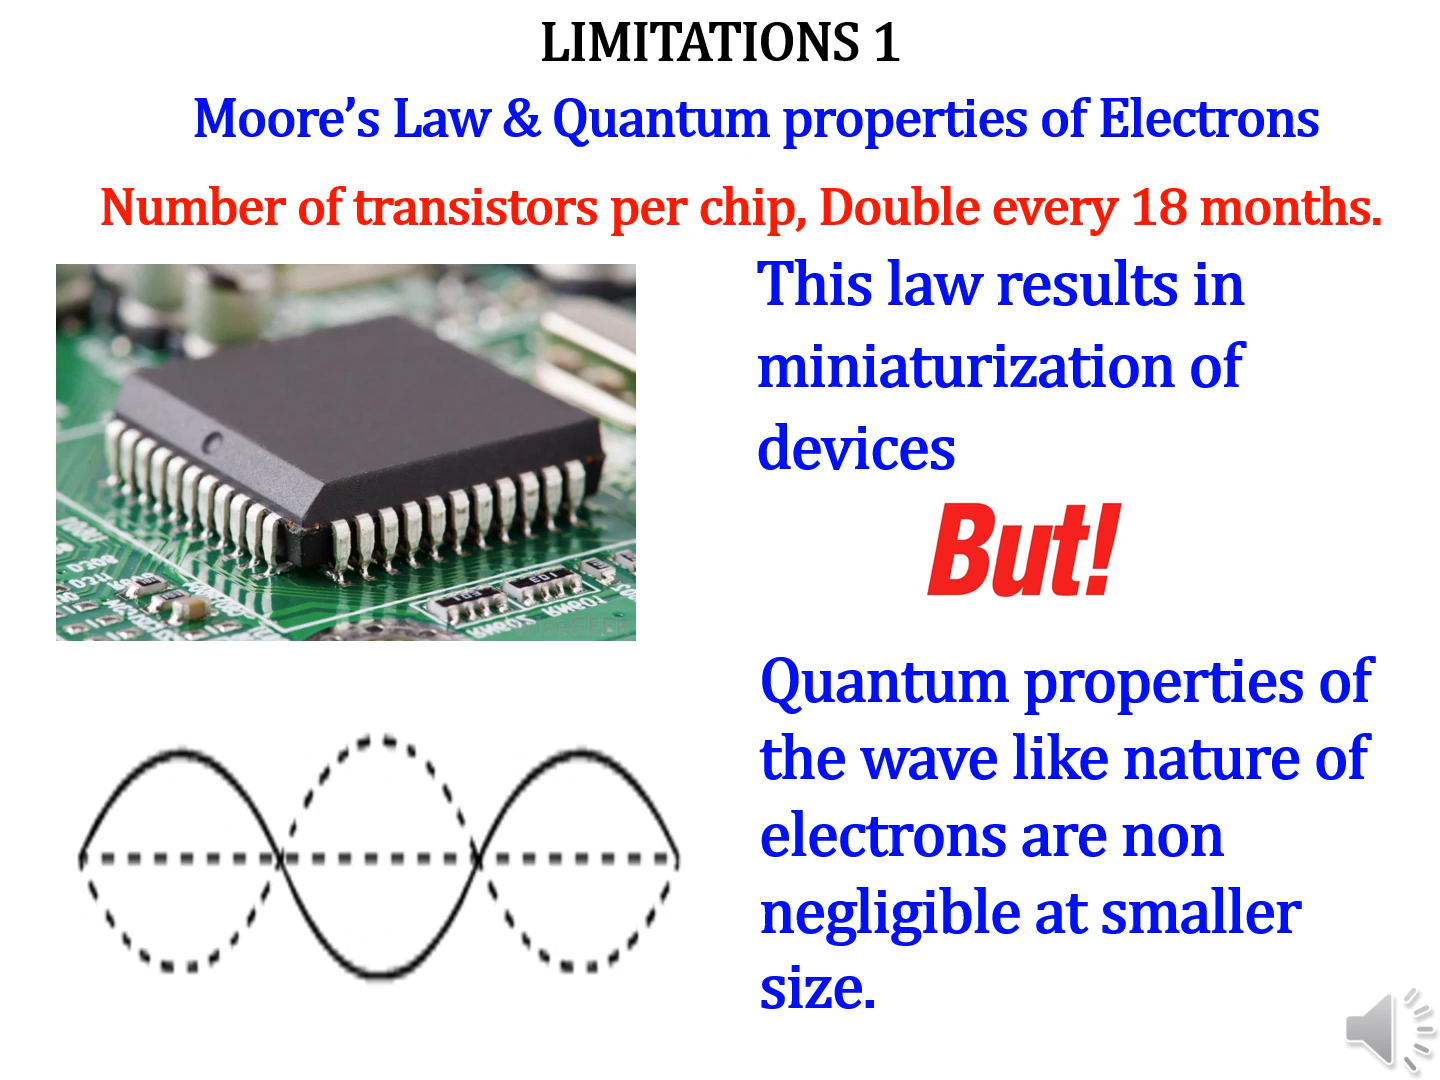 LIMITATIONS 1
Moore’s Law & Quantum properties of Electrons
Number of transistors per chip, Double every 18 months.
This law results in
miniaturization of
devices
But!
Quantum properties of
the wave like nature of
electrons are non
negligible at smaller
size.